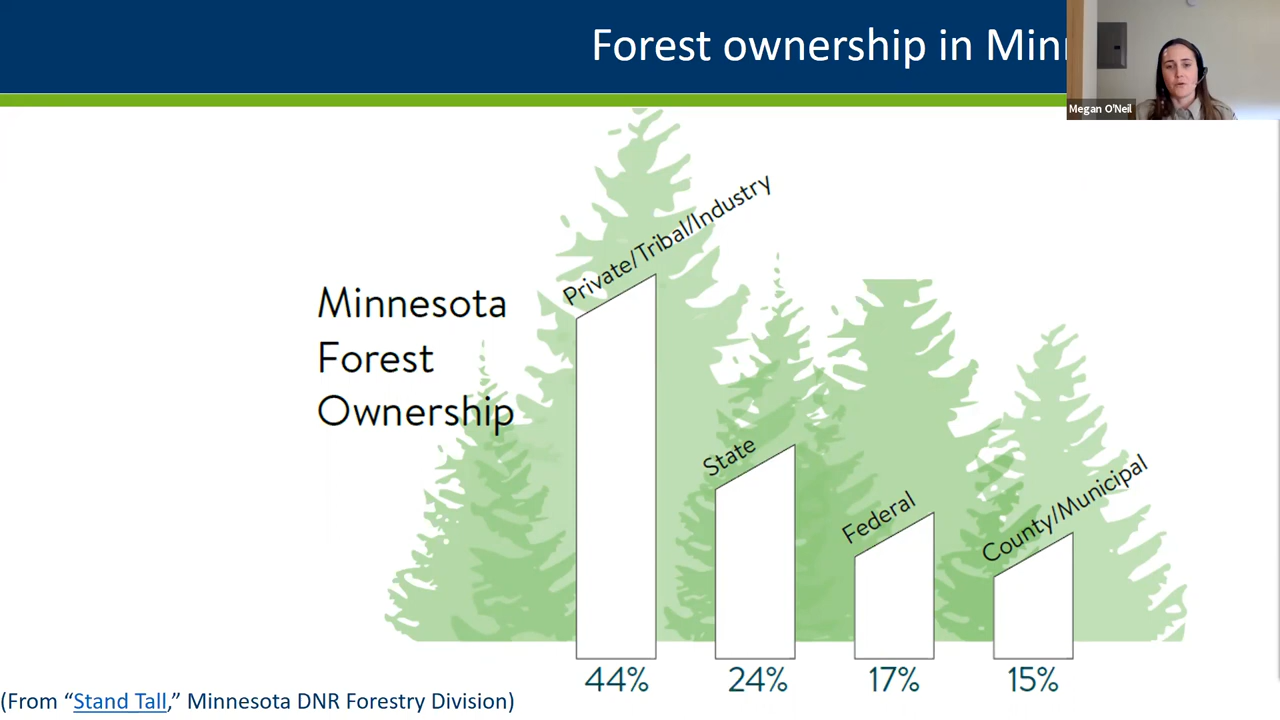 Forest ownership in Min
Megan O'Neil
Minnesota
Forest
Ownership
Private/Tribal/Industry
State
Federal
County/Municipal
44% 24% 17% 15%
(From “Stand Tall,” Minnesota DNR Forestry Division)